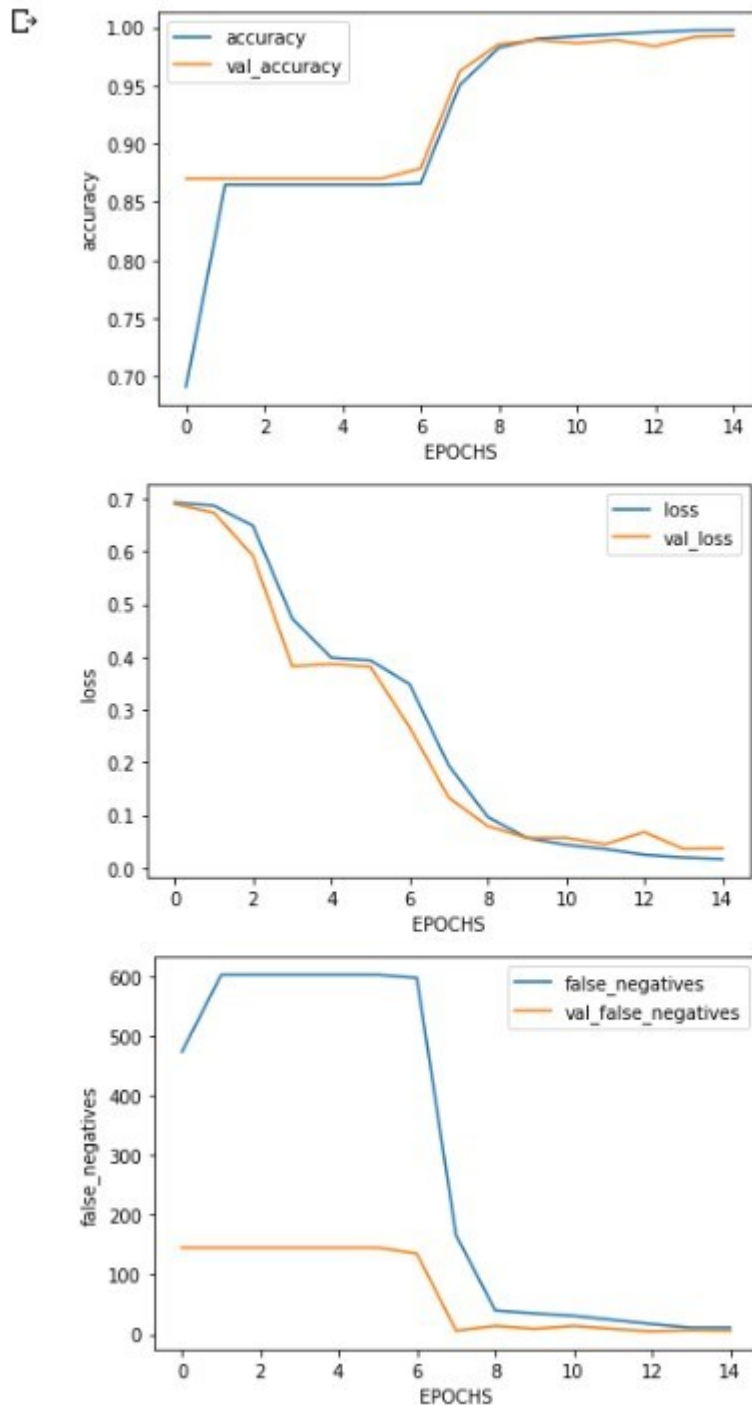 accuracy
val_accuracy
1.00
0.95
0.90
0.85
0.80
0.75
0.70
accuracy
0 2 4 6 8 10 12 14
EPOCHS
loss
val_loss
0.7
0.6
0.5
0.4
0.3
0.2
0.1
0.0
loss
0 2 4 6 8 10 12 14
EPOCHS
false_negatives
val_false_negatives
600
500
400
300
200
100
0
false_negatives
0 2 4 6 8 10 12 14
EPOCHS